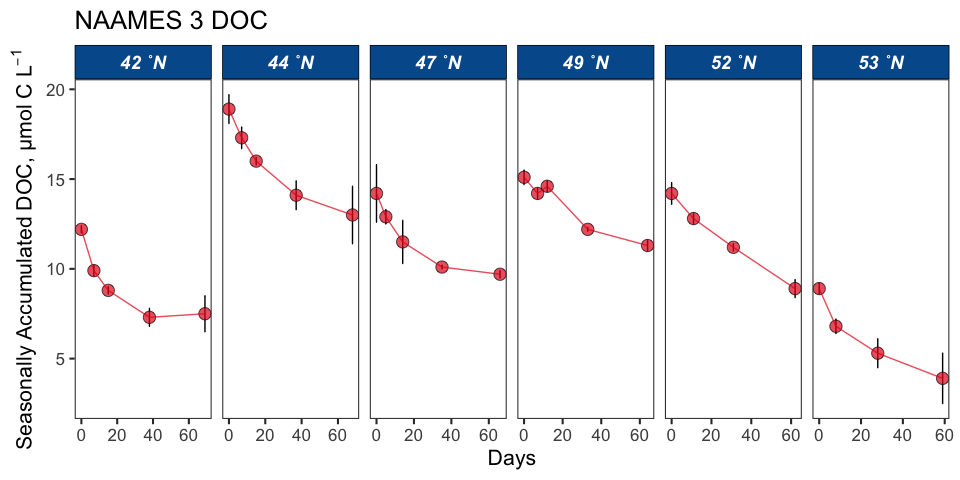 NAAMES 3 DOC
42 °N 44 °N 47 °N 49 °N 52 °N 53 °N
Seasonally Accumulated DOC, μmol C L⁻¹
20
15
10
5
0 20 40 60 0 20 40 60 0 20 40 60 0 20 40 60 0 20 40 60 0 20 40 60
Days